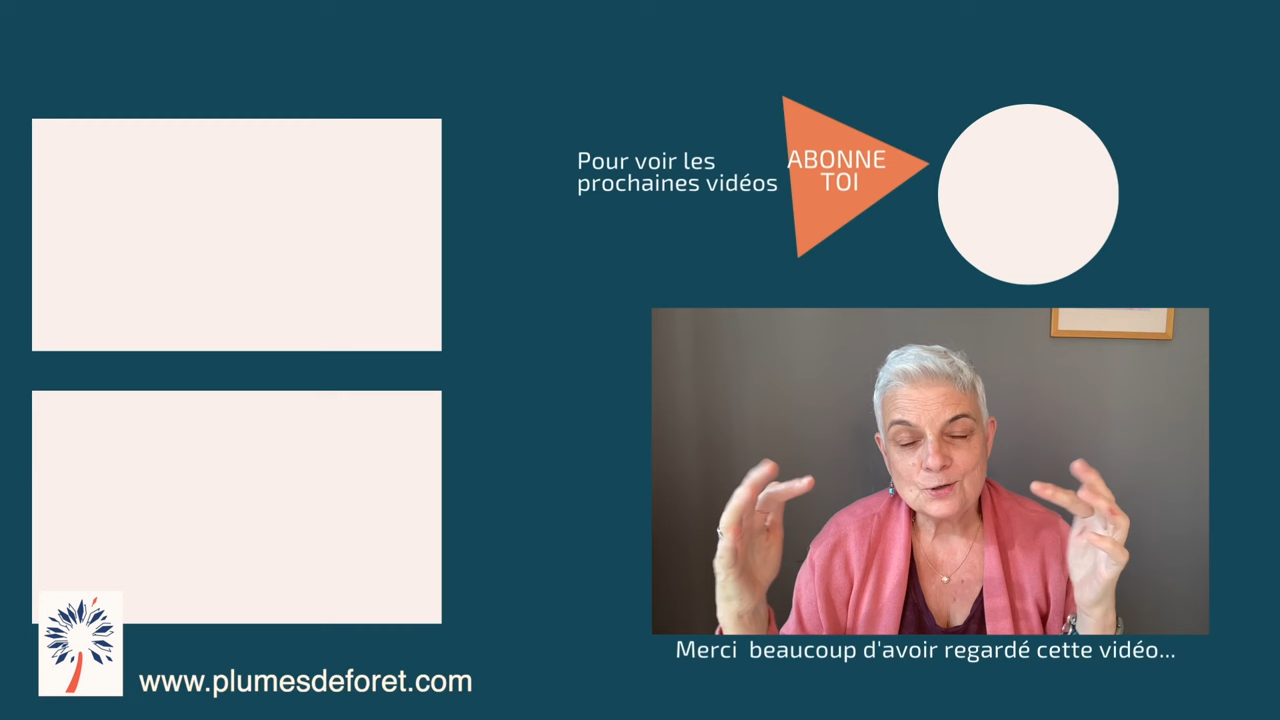 Pour voir les
prochaines vidéos
ABONNE
TOI
Merci beaucoup d'avoir regardé cette vidéo...
www.plumesdeforet.com